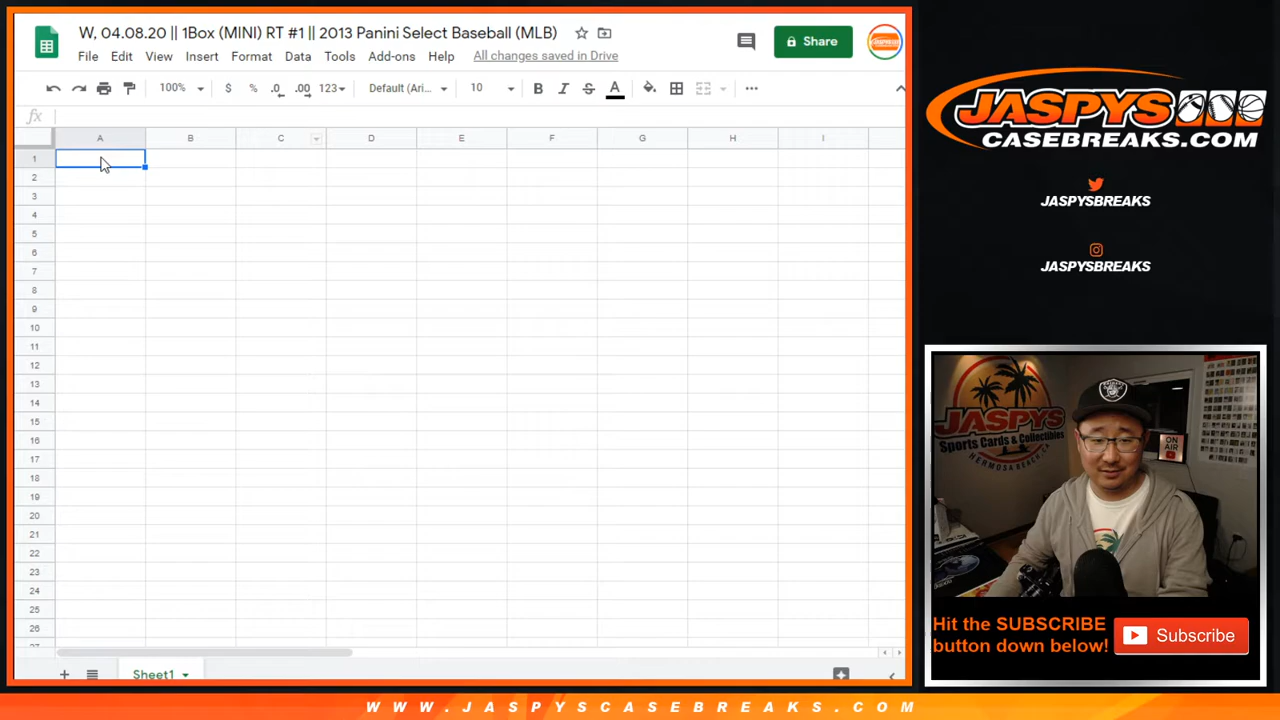 W, 04.08.20 || 1Box (MINI) RT #1 || 2013 Panini Select Baseball (MLB)
File Edit View Insert Format Data Tools Add-ons Help All changes saved in Drive
Share
100% $ % .0 .00 123 Default (Ari... 10 B I S A
fx
A B C D E F G H I
1
2
3
4
5
6
7
8
9
10
11
12
13
14
15
16
17
18
19
20
21
22
23
24
25
26
Sheet1
JASPYS
CASEBREAKS.COM
JASPYSBREAKS
JASPYSBREAKS
JASPYS
Sports Cards & Collectibles
HERMOSA BEACH, CA
RAIDERS
ON AIR
Hit the SUBSCRIBE
button down below!
Subscribe
WWW.JASPYSCASEBREAKS.COM